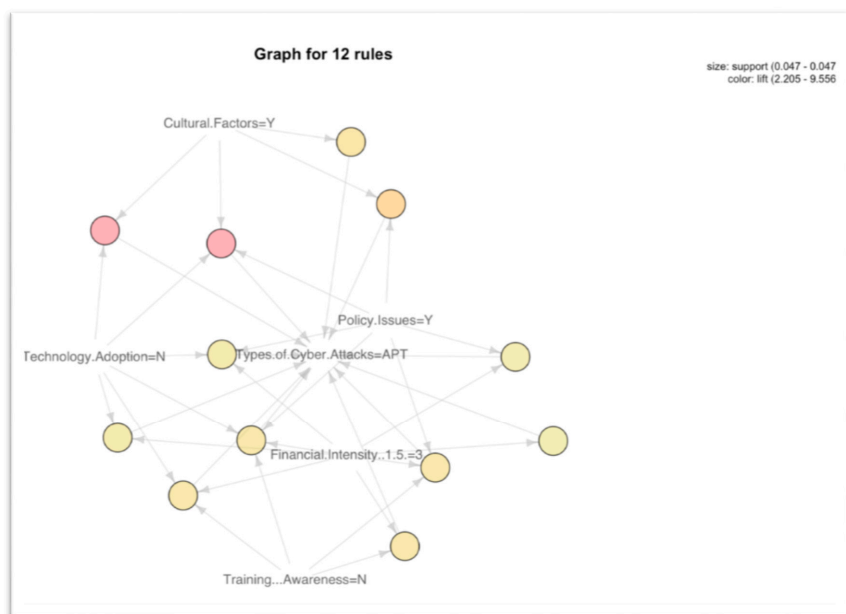 Graph for 12 rules
size: support (0.047 - 0.047
color: lift (2.205 - 9.556
Cultural.Factors=Y
Policy.Issues=Y
Technology.Adoption=N
Types.of.Cyber.Attacks=APT
Financial.Intensity..1.5.=3
Training...Awareness=N